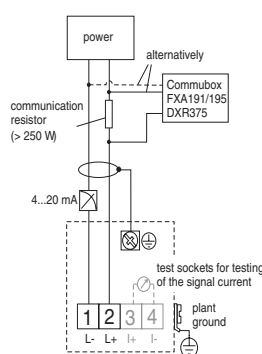 power
alternatively
Commubox
FXA191/195
DXR375
communication
resistor
(> 250 W)
4...20 mA
test sockets for testing
of the signal current
1 2 3 4
L- L+ I+ I-
plant
ground